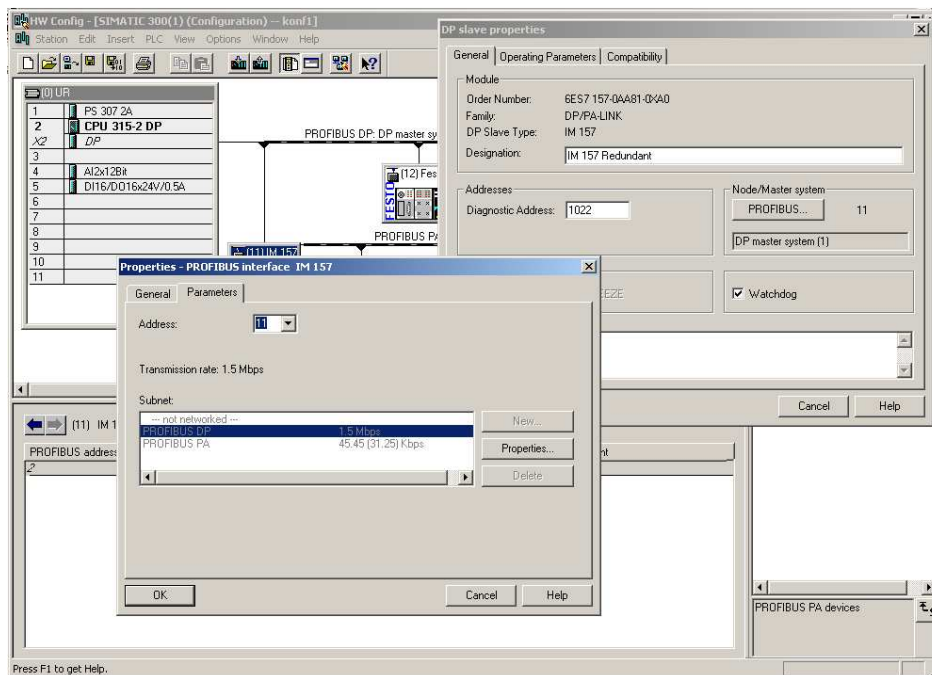 HW Config - [SIMATIC 300(1) (Configuration) -- konf1]
Station Edit Insert PLC View Options Window Help
(0) UR
1 PS 307 2A
2 CPU 315-2 DP
X2 DP
3
4 AI2x12Bit
5 DI16/DO16x24V/0.5A
6
7
8
9
10
11
PROFIBUS DP: DP master sy
(12) Fes
FESTO
PROFIBUS PA
(11) IM 157
DP slave properties
General Operating Parameters Compatibility
Module
Order Number: 6ES7 157-0AA81-0XA0
Family: DP/PA-LINK
DP Slave Type: IM 157
Designation: IM 157 Redundant
Addresses
Diagnostic Address: 1022
Node/Master system
PROFIBUS... 11
DP master system (1)
EEZE
Watchdog
Cancel Help
Properties - PROFIBUS interface IM 157
General Parameters
Address: 11
Transmission rate: 1.5 Mbps
Subnet:
--- not networked ---
PROFIBUS DP 1.5 Mbps
PROFIBUS PA 45.45 (31.25) Kbps
New...
Properties...
Delete
OK Cancel Help
(11) IM 1
PROFIBUS address
nt
2
PROFIBUS PA devices
Press F1 to get Help.